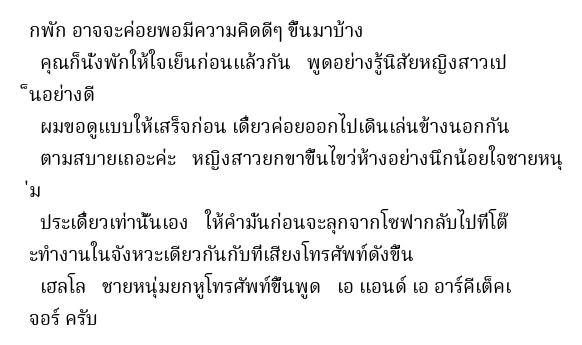 กพัก อาจจะค่อยพอมีความคิดดีๆ ขึ้นมาบ้าง
คุณก็นั่งพักให้ใจเย็นก่อนแล้วกัน   พูดอย่างรู้นิสัยหญิงสาวเป
็นอย่างดี
ผมขอดูแบบให้เสร็จก่อน เดี๋ยวค่อยออกไปเดินเล่นข้างนอกกัน
ตามสบายเถอะค่ะ   หญิงสาวยกขาขึ้นไขว่ห้างอย่างนึกน้อยใจชายหนุ
่ม
ประเดี๋ยวเท่านั้นเอง   ให้คำมั่นก่อนจะลุกจากโซฟากลับไปที่โต๊
ะทำงานในจังหวะเดียวกันกับที่เสียงโทรศัพท์ดังขึ้น
เฮลโล   ชายหนุ่มยกหูโทรศัพท์ขึ้นพูด   เอ แอนด์ เอ อาร์คีเต็คเ
จอร์ ครับ